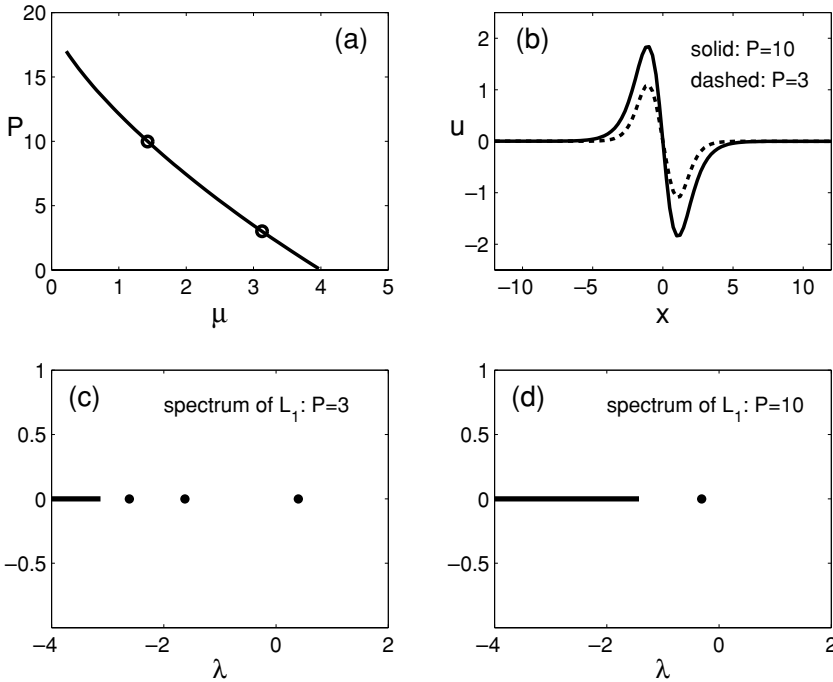 (a)
20
15
10
5
0
P
0 1 2 3 4 5
μ
(b)
solid: P=10
dashed: P=3
2
1
0
−1
−2
u
−10 −5 0 5 10
x
(c)
spectrum of L1: P=3
1
0.5
0
−0.5
−4 −2 0 2
λ
(d)
spectrum of L1: P=10
1
0.5
0
−0.5
−4 −2 0 2
λ